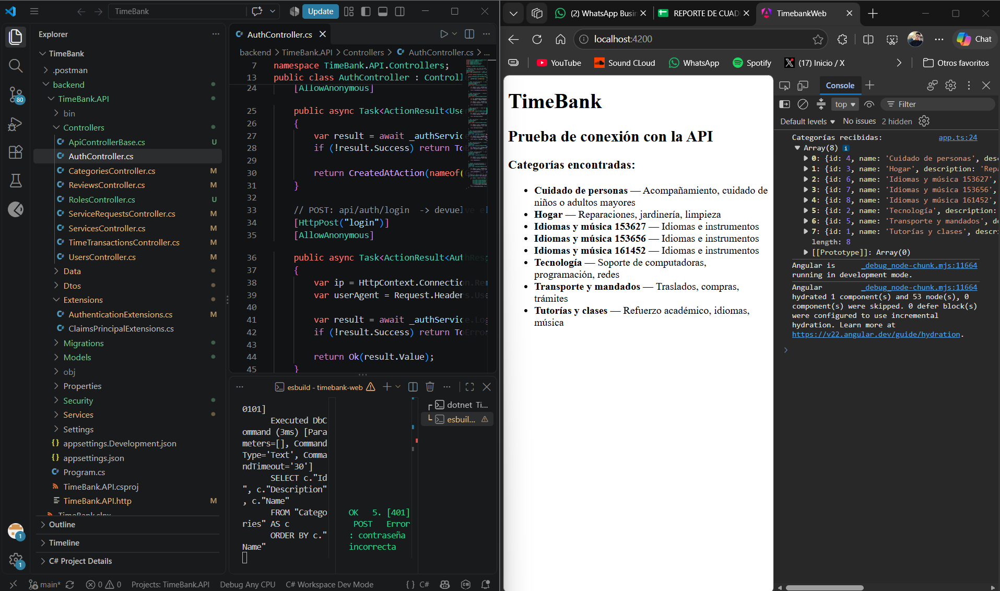 TimeBank
Update
Explorer
TimeBank
.postman
backend
TimeBank.API
bin
Controllers
ApiControllerBase.cs U
AuthController.cs
CategoriesController.cs M
ReviewsController.cs M
RolesController.cs U
ServiceRequestsController.cs M
ServicesController.cs M
TimeTransactionsController.cs M
UsersController.cs M
Data
Dtos
Extensions
AuthenticationExtensions.cs M
ClaimsPrincipalExtensions.cs
Migrations
Models
obj
Properties
Security
Services
Settings
appsettings.Development.json
appsettings.json
Program.cs
TimeBank.API.csproj
TimeBank.API.http M
Outline
Timeline
C# Project Details
80
1
1
AuthController.cs
backend > TimeBank.API > Controllers > AuthController.cs > ...
7 namespace TimeBank.API.Controllers;
13 public class AuthController : Controll
24 [AllowAnonymous]
25 public async Task<ActionResult<Use
26 {
27 var result = await _authService
28 if (!result.Success) return To
29
30 return CreatedAtAction(nameof(
31 }
32
33 // POST: api/auth/login -> devuelve e
34 [HttpPost("login")]
35 [AllowAnonymous]
36 public async Task<ActionResult<Aut
37 {
38 var ip = HttpContext.Connection.
39 var userAgent = Request.Headers.
40
41 var result = await _authService.
42 if (!result.Success) return To
43
44 return Ok(result.Value);
45 }
esbuild - timebank-web
0101]
Executed DbC
ommand (3ms) [Para
meters=[], Command
Type='Text', Comma
ndTimeout='30']
SELECT c."Id
", c."Description"
, c."Name"
FROM "Catego
ries" AS c
ORDER BY c."
Name"
OK 5. [401]
POST Error
: contraseña
incorrecta
dotnet Ti...
esbuil...
main* 0 0 Projects: TimeBank.API Debug Any CPU C# Workspace Dev Mode { } C#
(2) WhatsApp Busin
REPORTE DE CUAD
TimebankWeb
localhost:4200
Chat
YouTube
Sound CLoud
WhatsApp
Spotify
(17) Inicio / X
Otros favoritos
TimeBank
Prueba de conexión con la API
Categorías encontradas:
• Cuidado de personas — Acompañamiento, cuidado de
niños o adultos mayores
• Hogar — Reparaciones, jardinería, limpieza
• Idiomas y música 153627 — Idiomas e instrumentos
• Idiomas y música 153656 — Idiomas e instrumentos
• Idiomas y música 161452 — Idiomas e instrumentos
• Tecnología — Soporte de computadoras,
programación, redes
• Transporte y mandados — Traslados, compras,
trámites
• Tutorías y clases — Refuerzo académico, idiomas,
música
Console
top
Filter
Default levels No issues 2 hidden
Categorías recibidas: app.ts:24
Array(8) i
0: {id: 4, name: 'Cuidado de personas', desc
1: {id: 3, name: 'Hogar', description: 'Repa
2: {id: 6, name: 'Idiomas y música 153627',
3: {id: 7, name: 'Idiomas y música 153656',
4: {id: 8, name: 'Idiomas y música 161452',
5: {id: 2, name: 'Tecnología', description:
6: {id: 5, name: 'Transporte y mandados', de
7: {id: 1, name: 'Tutorías y clases', descri
length: 8
[[Prototype]]: Array(0)
Angular is _debug_node-chunk.mjs:11664
running in development mode.
Angular _debug_node-chunk.mjs:11664
hydrated 1 component(s) and 53 node(s), 0
component(s) were skipped. 0 defer block(s)
were configured to use incremental
hydration. Learn more at
https://v22.angular.dev/guide/hydration.